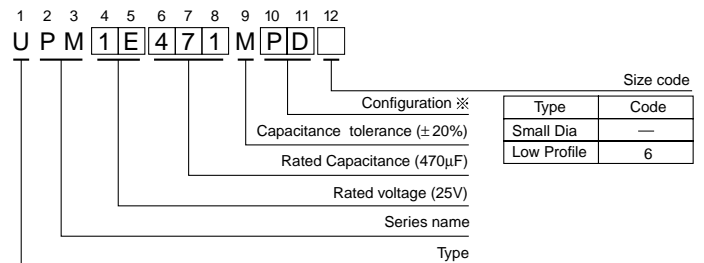 1 2 3 4 5 6 7 8 9 10 11 12
U P M 1 E 4 7 1 M P D
Size code
Configuration ※
Type Code
Capacitance tolerance (±20%)
Small Dia —
Rated Capacitance (470µF)
Low Profile 6
Rated voltage (25V)
Series name
Type